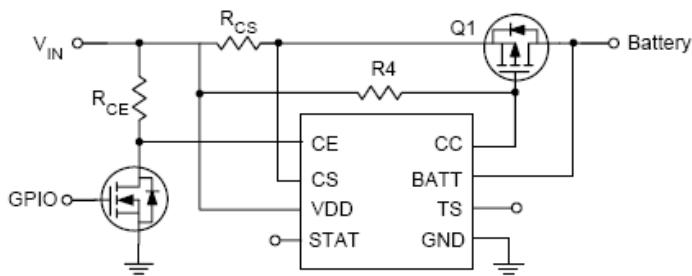 R_CS
Q1
V_IN
Battery
R4
R_CE
CE
CC
CS
BATT
GPIO
VDD
TS
STAT
GND